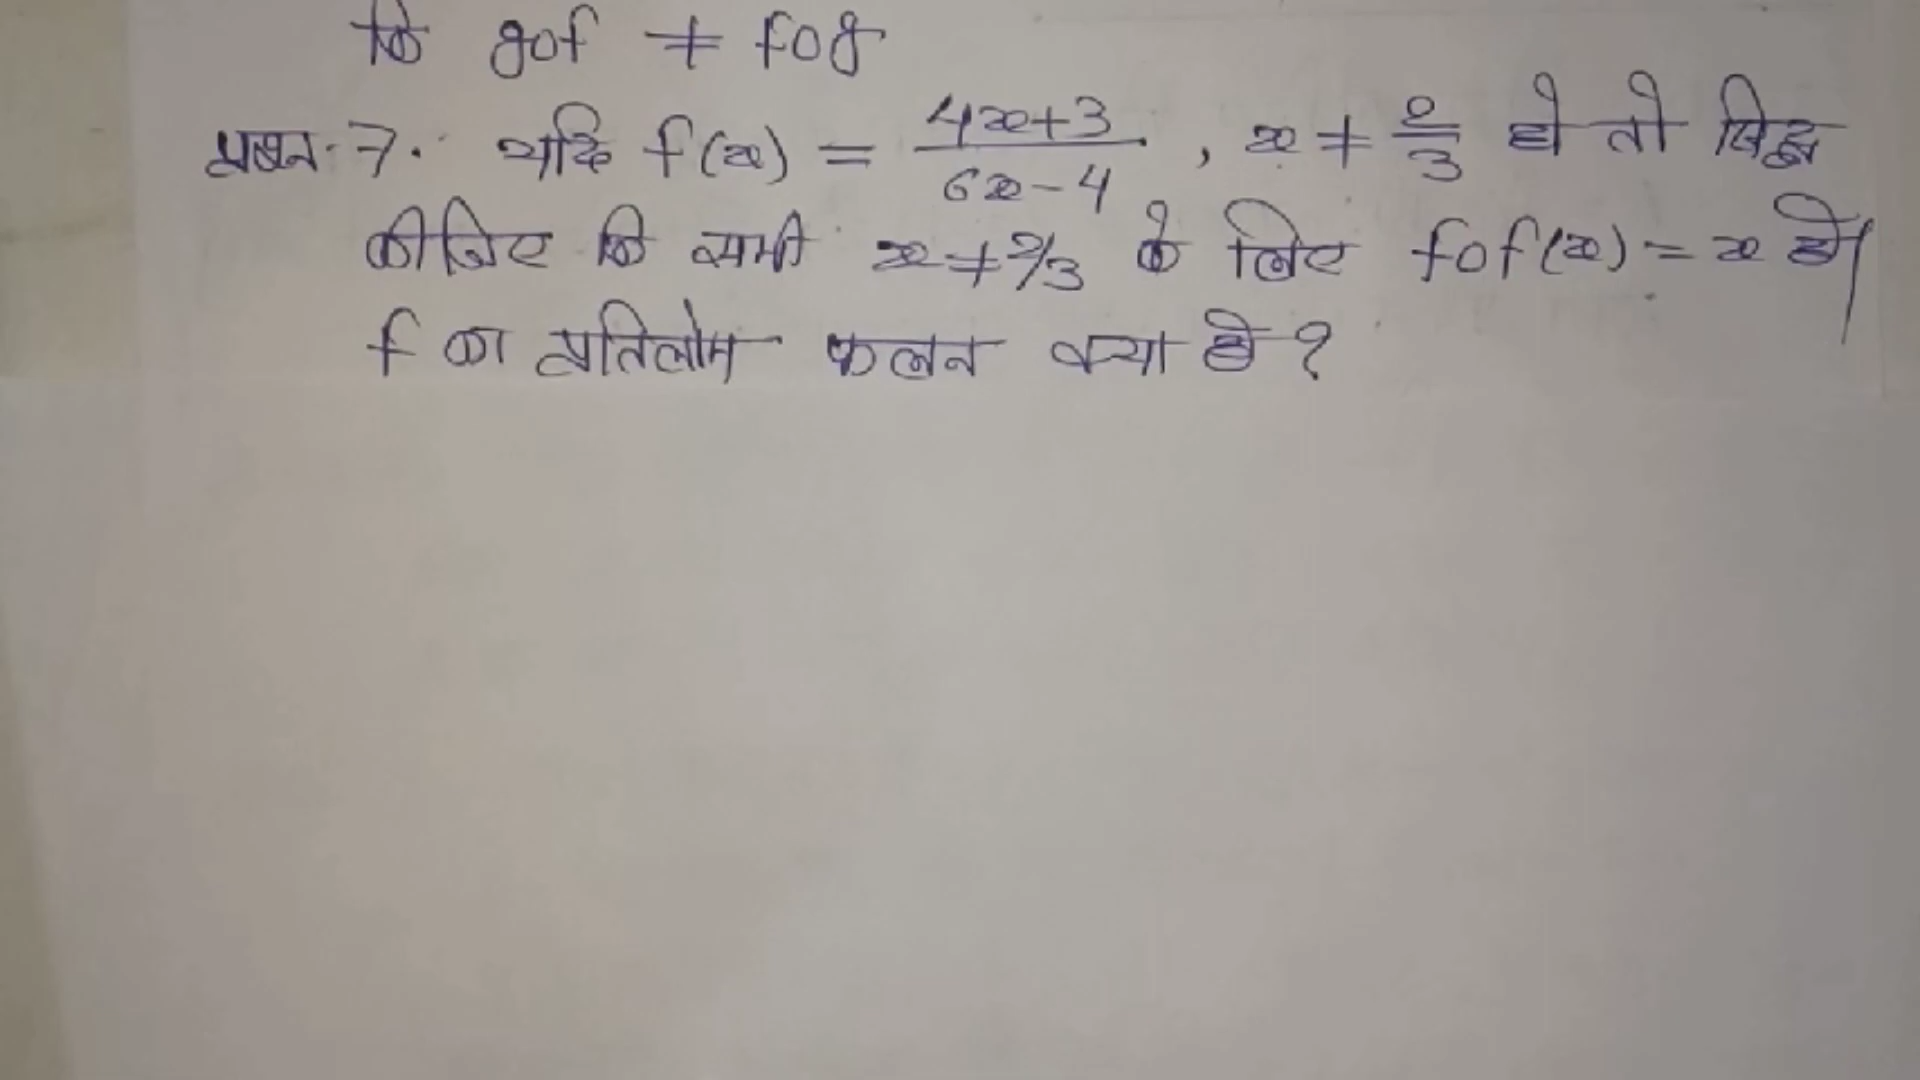 कि gof ≠ fog
प्रश्न:7. यदि f(x) = 4x+3/6x-4, x ≠ 2/3 हो तो सिद्ध
कीजिए कि सभी x ≠ 2/3 के लिए fof(x) = x है।
f का प्रतिलोम फलन क्या है?